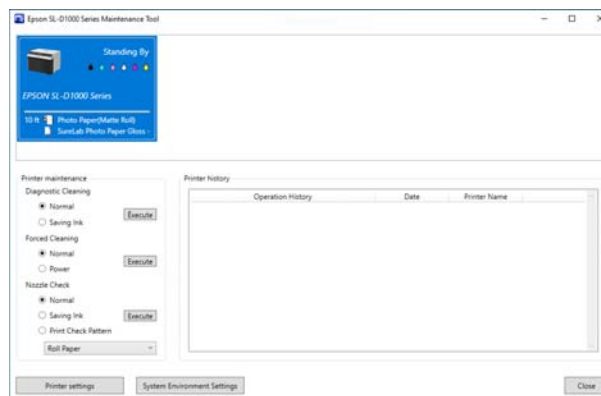 Epson SL-D1000 Series Maintenance Tool
Standing By
EPSON SL-D1000 Series
10 ft Photo Paper(Matte Roll)
SureLab Photo Paper Gloss -
Printer maintenance
Diagnostic Cleaning
Normal
Saving Ink
Execute
Forced Cleaning
Normal
Power
Execute
Nozzle Check
Normal
Saving Ink
Execute
Print Check Pattern
Roll Paper
Printer history
Operation History Date Printer Name
Printer settings
System Environment Settings
Close